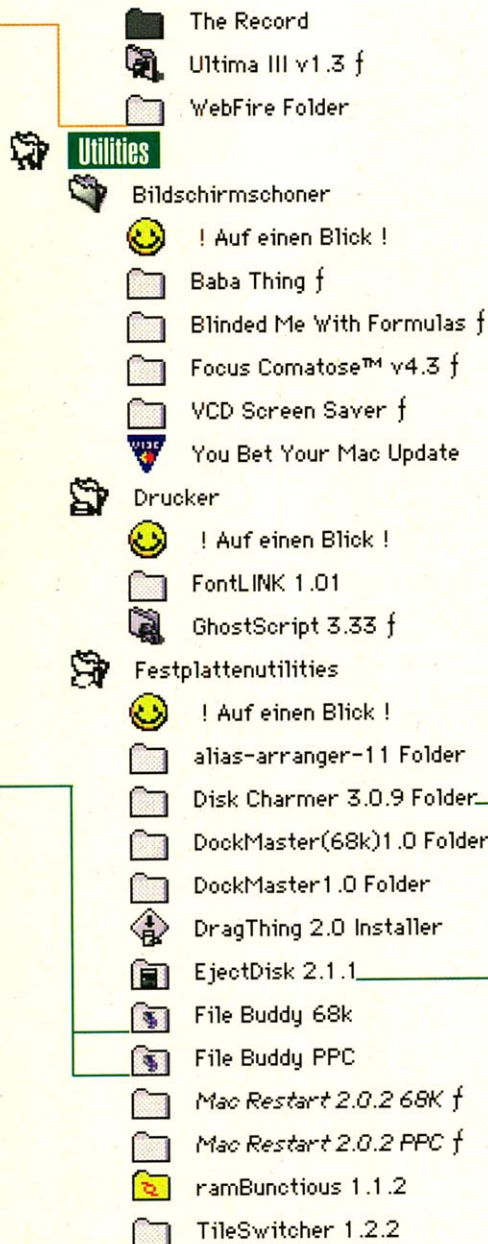 The Record
Ultima III v1.3 ƒ
WebFire Folder
Utilities
Bildschirmschoner
! Auf einen Blick !
Baba Thing ƒ
Blinded Me With Formulas ƒ
Focus Comatose™ v4.3 ƒ
VCD Screen Saver ƒ
You Bet Your Mac Update
Drucker
! Auf einen Blick !
FontLINK 1.01
GhostScript 3.33 ƒ
Festplattenutilities
! Auf einen Blick !
alias-arranger-11 Folder
Disk Charmer 3.0.9 Folder
DockMaster(68k)1.0 Folder
DockMaster1.0 Folder
DragThing 2.0 Installer
EjectDisk 2.1.1
File Buddy 68k
File Buddy PPC
Mac Restart 2.0.2 68K ƒ
Mac Restart 2.0.2 PPC ƒ
ramBunctious 1.1.2
TileSwitcher 1.2.2